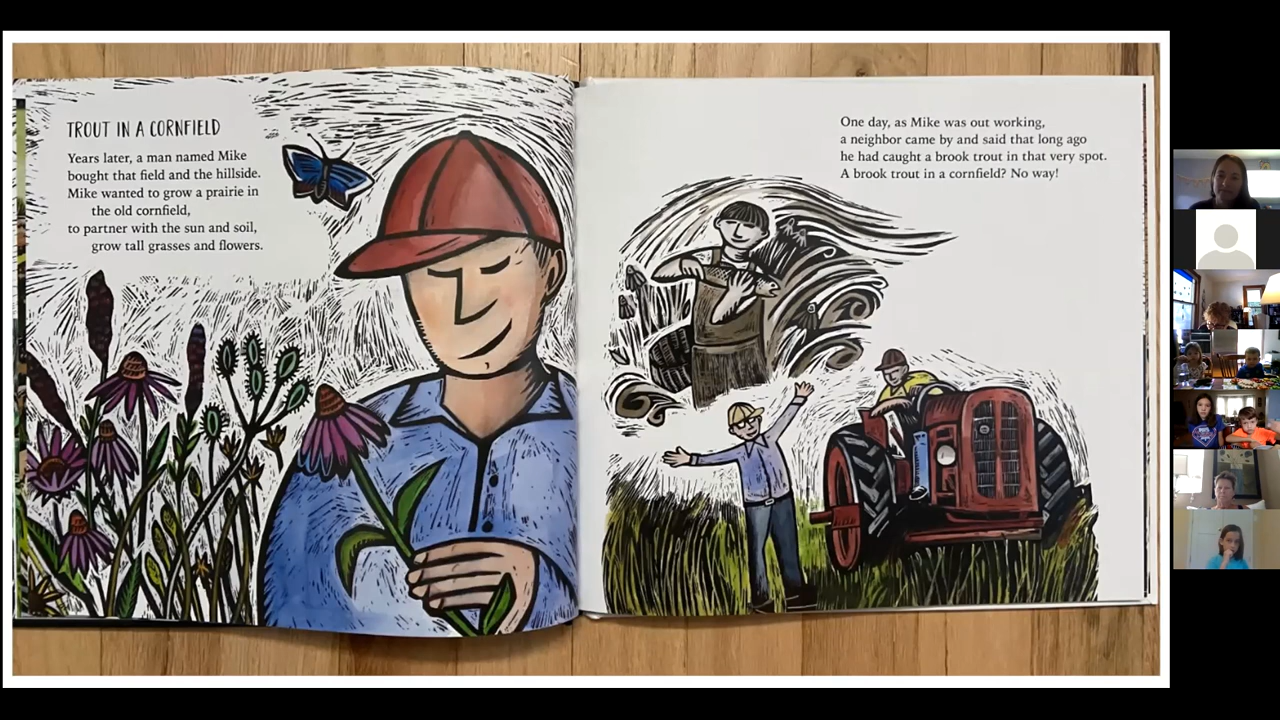 TROUT IN A CORNFIELD
Years later, a man named Mike
bought that field and the hillside.
Mike wanted to grow a prairie in
the old cornfield,
to partner with the sun and soil,
grow tall grasses and flowers.
One day, as Mike was out working,
a neighbor came by and said that long ago
he had caught a brook trout in that very spot.
A brook trout in a cornfield? No way!